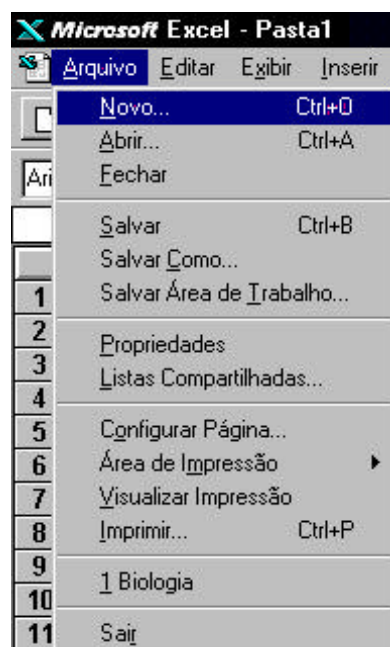 Microsoft Excel - Pasta1
Arquivo Editar Exibir Inserir
Novo... Ctrl+O
Abrir... Ctrl+A
Ari
Fechar
Salvar Ctrl+B
Salvar Como...
1 Salvar Área de Trabalho...
2 Propriedades
3 Listas Compartilhadas...
4
5 Configurar Página...
6 Área de Impressão
7 Visualizar Impressão
8 Imprimir... Ctrl+P
9
1 Biologia
10
11 Sair